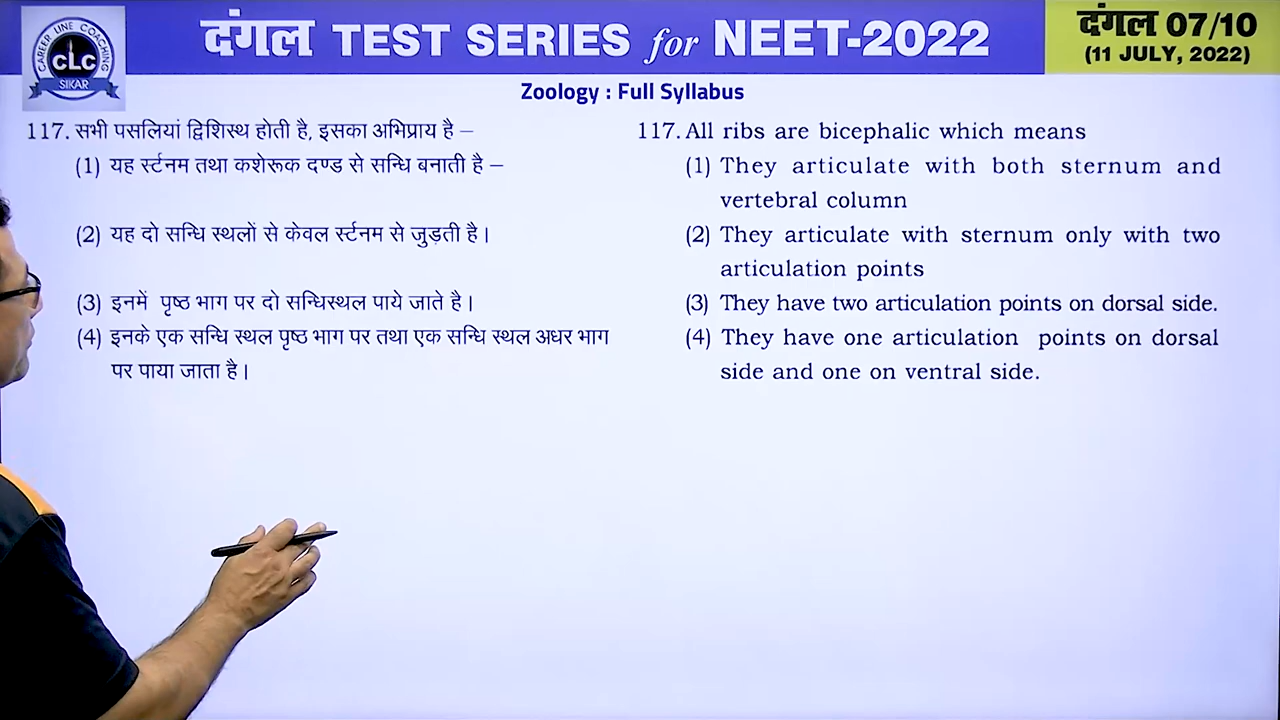 CAREER LINE COACHING
CLC
SIKAR
दंगल TEST SERIES for NEET-2022
दंगल 07/10
(11 JULY, 2022)
Zoology : Full Syllabus
117. सभी पसलियां द्विशिस्थ होती है, इसका अभिप्राय है –
(1) यह स्र्टनम तथा कशेरूक दण्ड से सन्धि बनाती है –
(2) यह दो सन्धि स्थलों से केवल स्र्टनम से जुड़ती है।
(3) इनमें पृष्ठ भाग पर दो सन्धिस्थल पाये जाते है।
(4) इनके एक सन्धि स्थल पृष्ठ भाग पर तथा एक सन्धि स्थल अधर भाग
पर पाया जाता है।
117. All ribs are bicephalic which means
(1) They articulate with both sternum and
vertebral column
(2) They articulate with sternum only with two
articulation points
(3) They have two articulation points on dorsal side.
(4) They have one articulation points on dorsal
side and one on ventral side.